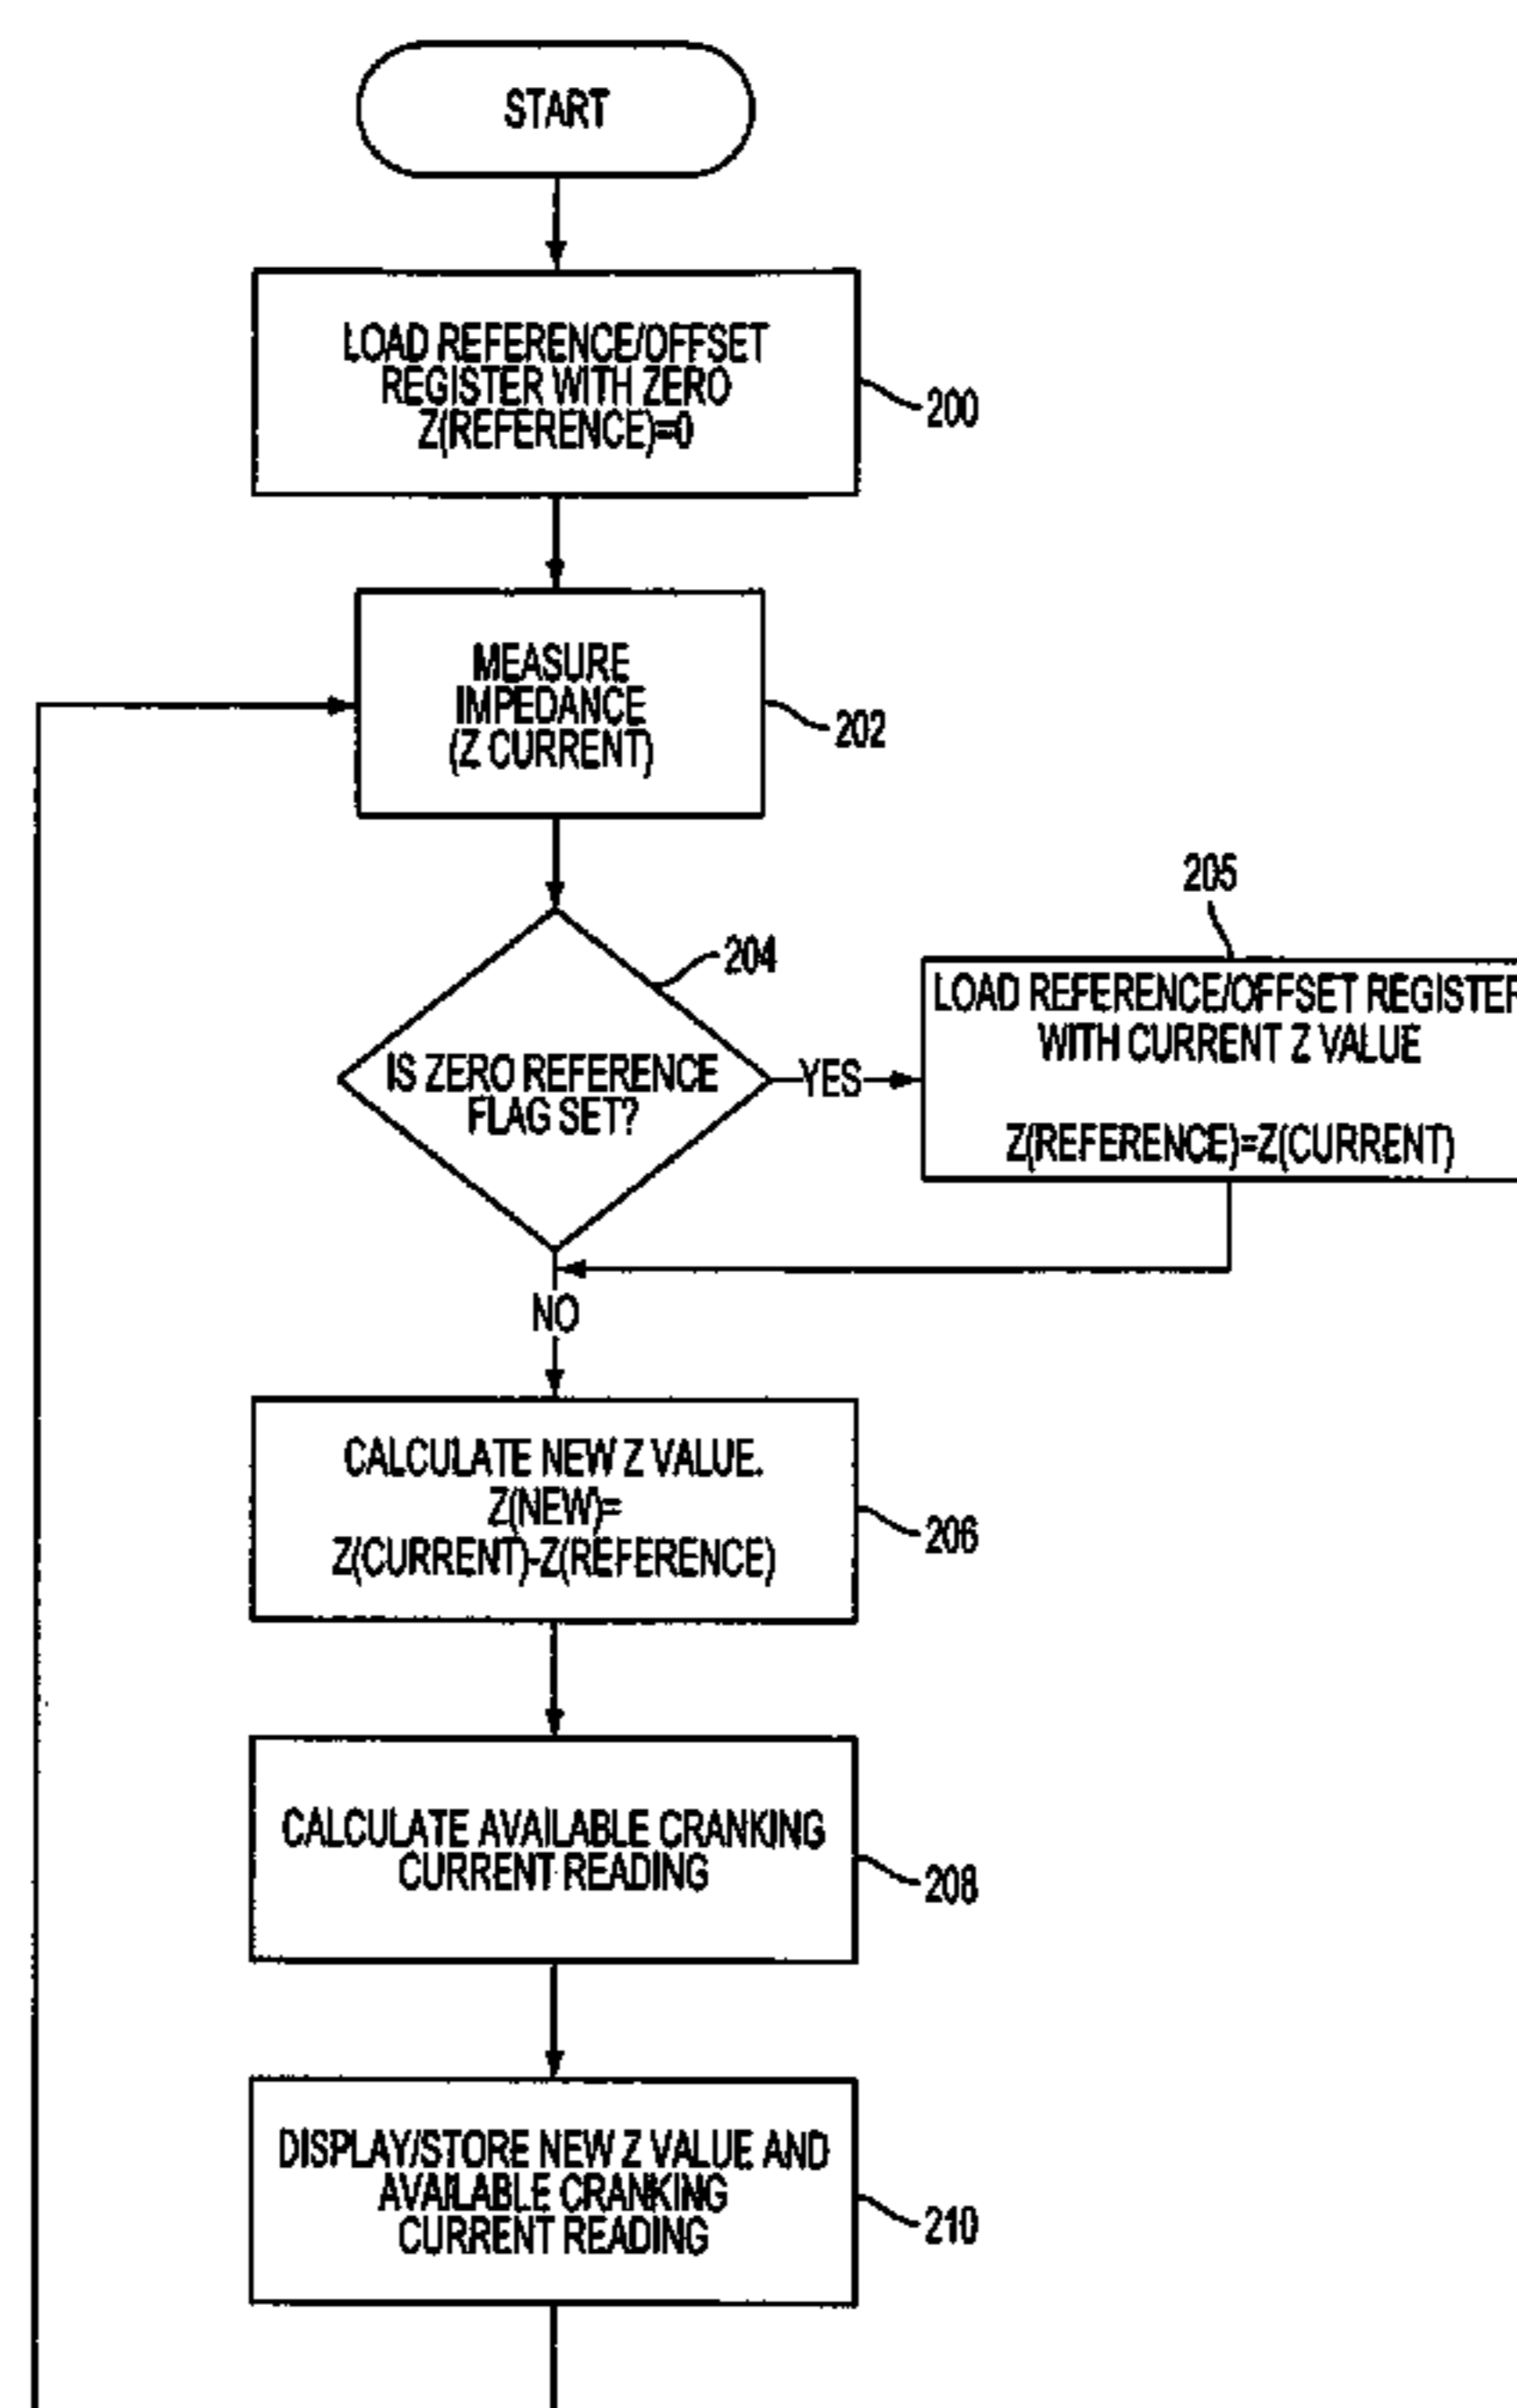 START
LOAD REFERENCE/OFFSET
REGISTER WITH ZERO
Z(REFERENCE)=0
200
MEASURE
IMPEDANCE
(Z CURRENT)
202
204
IS ZERO REFERENCE
FLAG SET?
YES
205
LOAD REFERENCE/OFFSET REGISTER
WITH CURRENT Z VALUE
Z(REFERENCE)=Z(CURRENT)
NO
CALCULATE NEW Z VALUE.
Z(NEW)=
Z(CURRENT)-Z(REFERENCE)
206
CALCULATE AVAILABLE CRANKING
CURRENT READING
208
DISPLAY/STORE NEW Z VALUE AND
AVAILABLE CRANKING
CURRENT READING
210